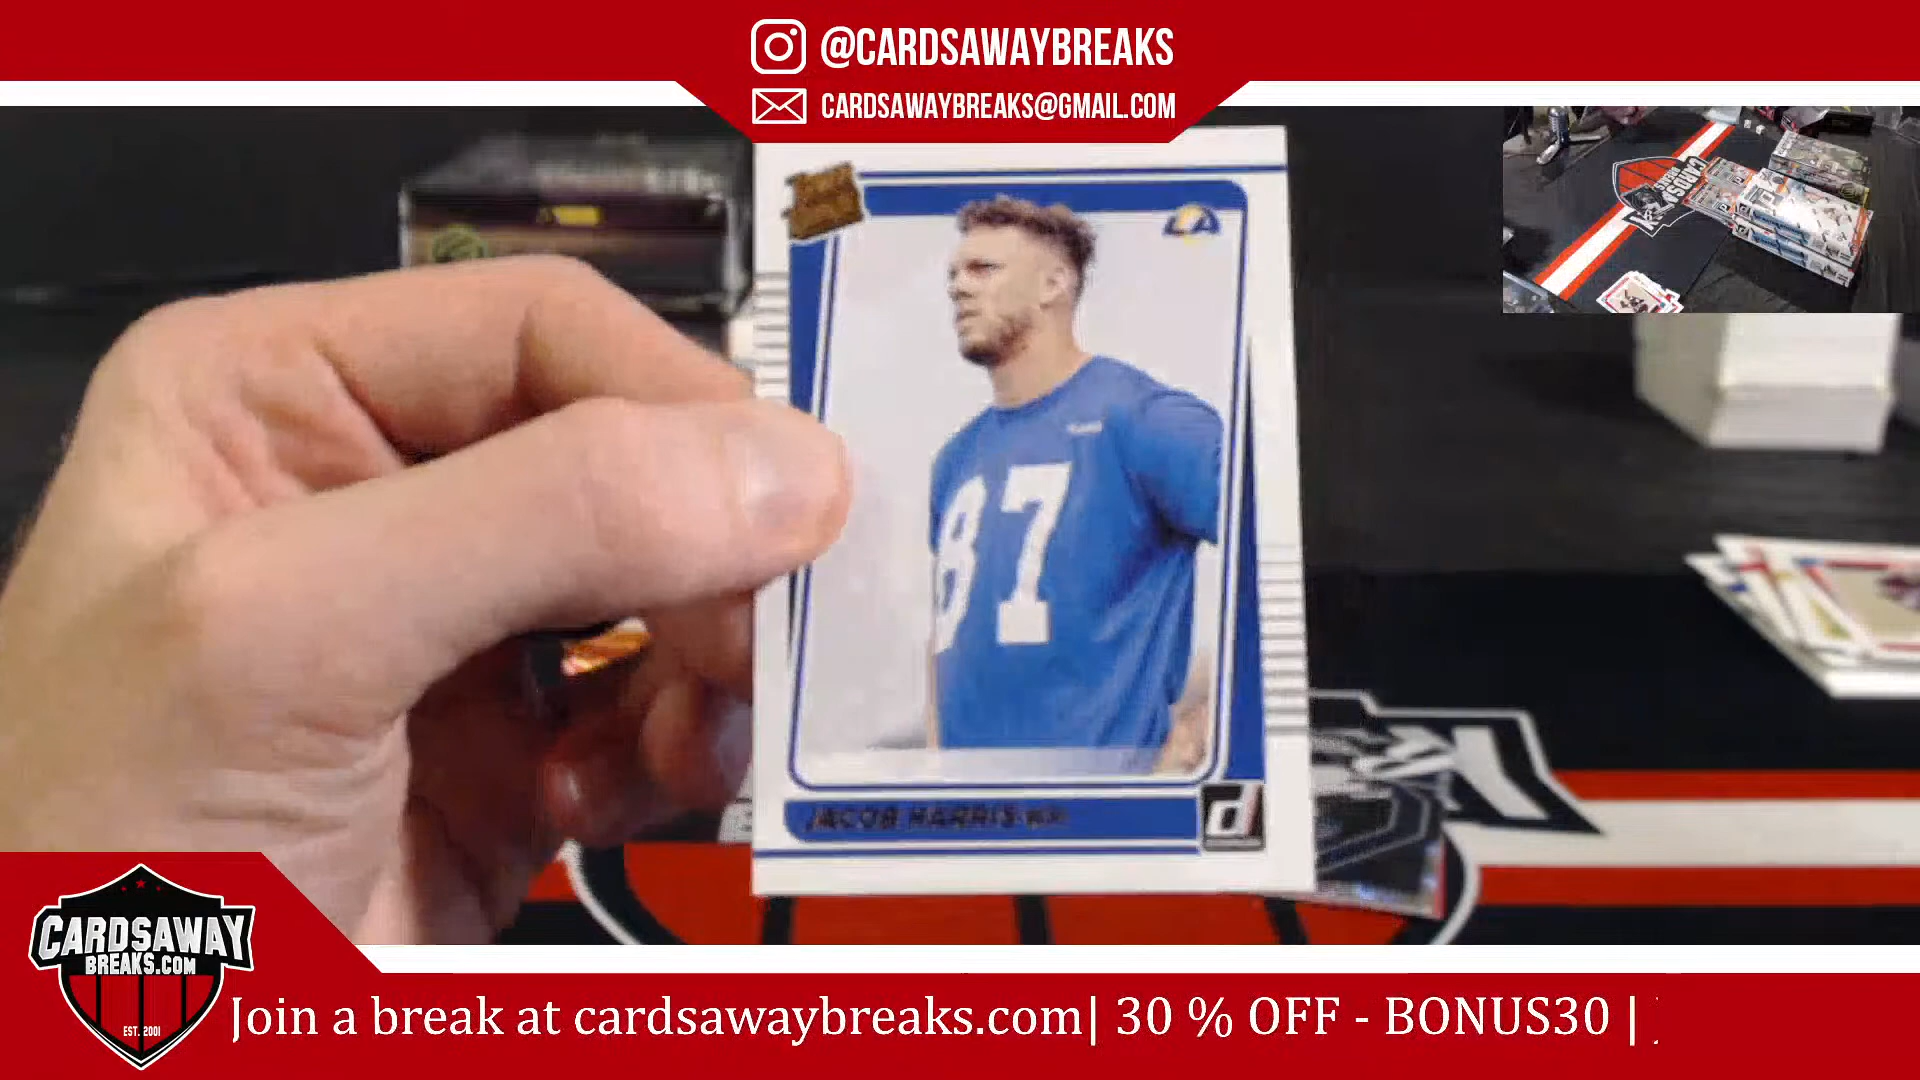 @CARDSAWAYBREAKS
CARDSAWAYBREAKS@GMAIL.COM
LA
87
JACOB HARRIS
d
CARDSAWAY
BREAKS.COM
EST. 2001
Join a break at cardsawaybreaks.com| 30 % OFF - BONUS30 |